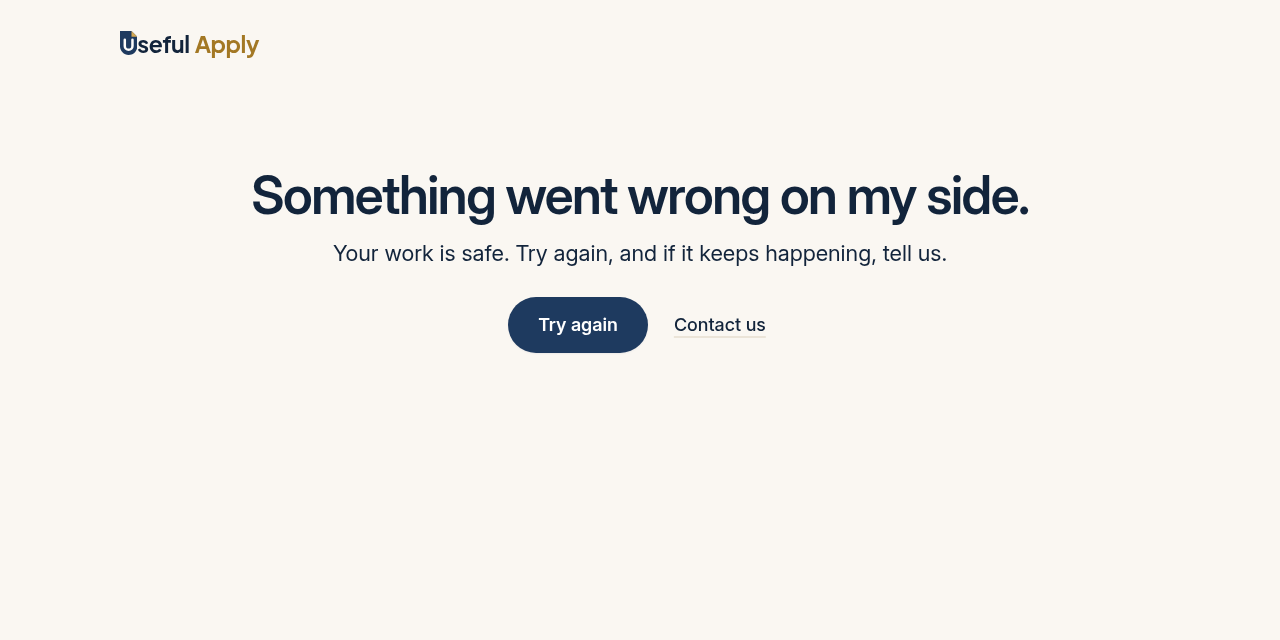 Useful Apply
Something went wrong on my side.
Your work is safe. Try again, and if it keeps happening, tell us.
Try again
Contact us